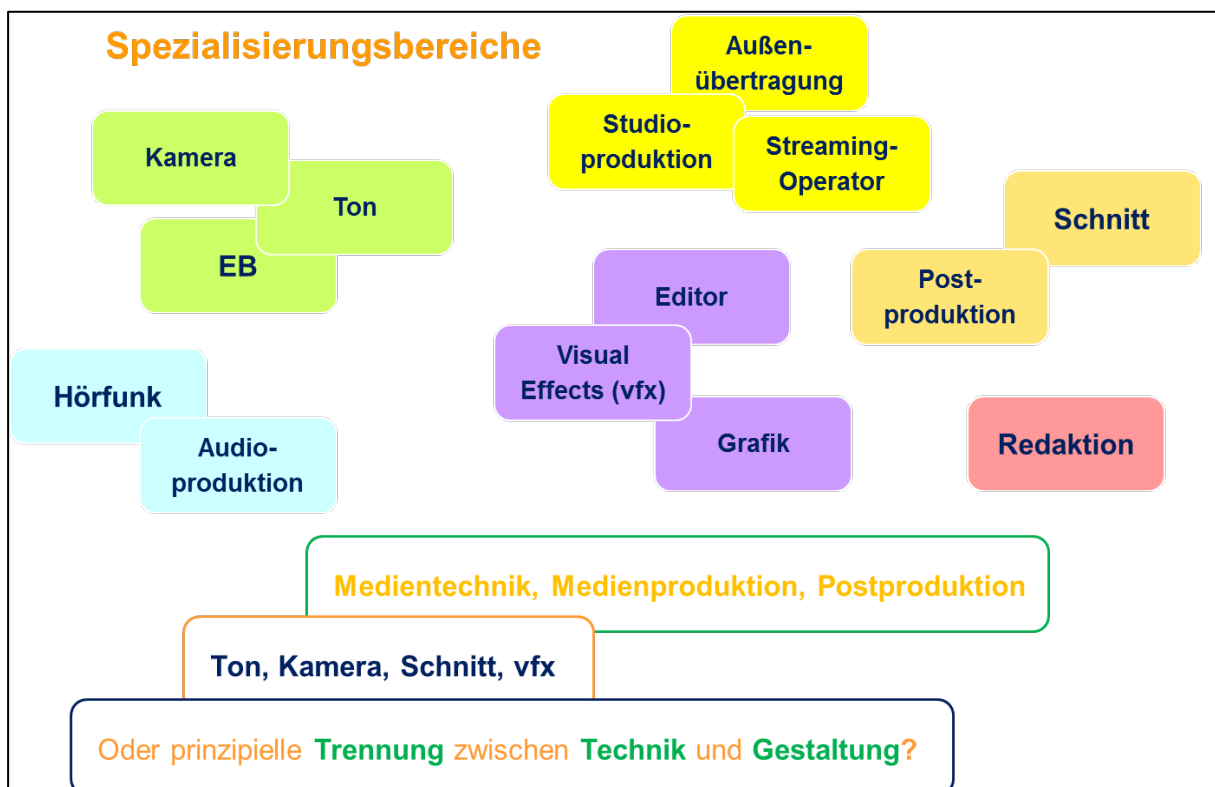 Spezialisierungsbereiche
Außen-
übertragung
Studio-
produktion
Streaming-
Operator
Kamera
Ton
EB
Schnitt
Post-
produktion
Editor
Visual
Effects (vfx)
Grafik
Hörfunk
Audio-
produktion
Redaktion
Medientechnik, Medienproduktion, Postproduktion
Ton, Kamera, Schnitt, vfx
Oder prinzipielle Trennung zwischen Technik und Gestaltung?